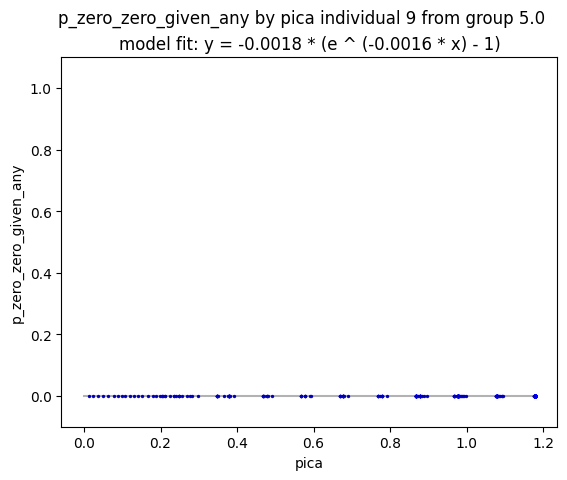 p_zero_zero_given_any by pica individual 9 from group 5.0
model fit: y = -0.0018 * (e ^ (-0.0016 * x) - 1)
1.0
0.8
0.6
0.4
0.2
0.0
p_zero_zero_given_any
0.0 0.2 0.4 0.6 0.8 1.0 1.2
pica